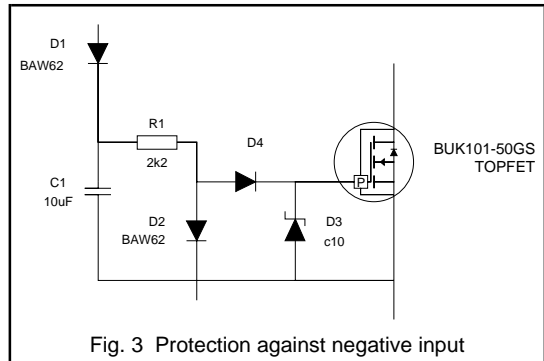 D1
BAW62
R1
2k2
D4
BUK101-50GS
TOPFET
P
C1
10uF
D2
BAW62
D3
c10
Fig. 3 Protection against negative input